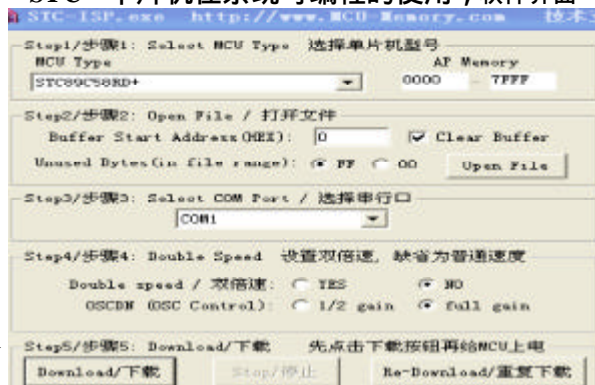 STC-ISP.exe http://www.MCU-Memory.com 技术
Step1/步骤1: Select MCU Type 选择单片机型号
MCU Type AP Memory
STC89C58RD+ 0000 - 7FFF
Step2/步骤2: Open File / 打开文件
Buffer Start Address(HEX): 0 Clear Buffer
Unused Bytes(in file range): FF 00 Open File
Step3/步骤3: Select COM Port / 选择串行口
COM1
Step4/步骤4: Double Speed 设置双倍速, 缺省为普通速度
Double speed / 双倍速: YES NO
OSCDN (OSC Control): 1/2 gain full gain
Step5/步骤5: Download/下载 先点击下载按钮再给MCU上电
Download/下载 Stop/停止 Re-Download/重复下载